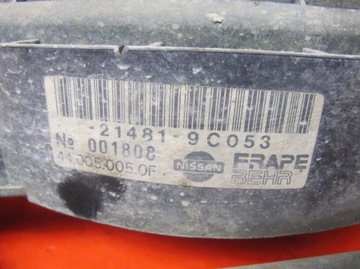 21481-9C053
№ 001808
44.005.005.0F
NISSAN
FRAPE
BEHR